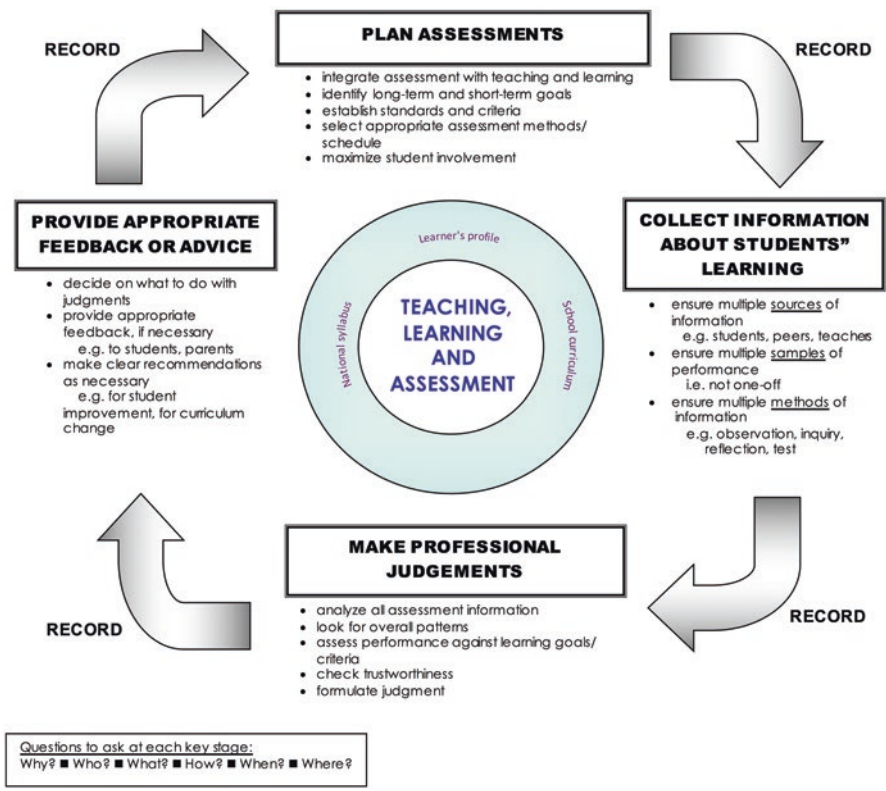 RECORD
PLAN ASSESSMENTS
RECORD
• integrate assessment with teaching and learning
• identify long-term and short-term goals
• establish standards and criteria
• select appropriate assessment methods/
schedule
• maximize student involvement
PROVIDE APPROPRIATE
FEEDBACK OR ADVICE
• decide on what to do with
judgments
• provide appropriate
feedback, if necessary
e.g. to students, parents
• make clear recommendations
as necessary
e.g. for student
improvement, for curriculum
change
Learner's profile
National syllabus
School curriculum
TEACHING,
LEARNING
AND
ASSESSMENT
COLLECT INFORMATION
ABOUT STUDENTS”
LEARNING
• ensure multiple sources of
information
e.g. students, peers, teachers
• ensure multiple samples of
performance
i.e. not one-off
• ensure multiple methods of
information
e.g. observation, inquiry,
reflection, test
MAKE PROFESSIONAL
JUDGEMENTS
• analyze all assessment information
• look for overall patterns
• assess performance against learning goals/
criteria
• check trustworthiness
• formulate judgment
RECORD
RECORD
Questions to ask at each key stage:
Why? ■ Who? ■ What? ■ How? ■ When? ■ Where?